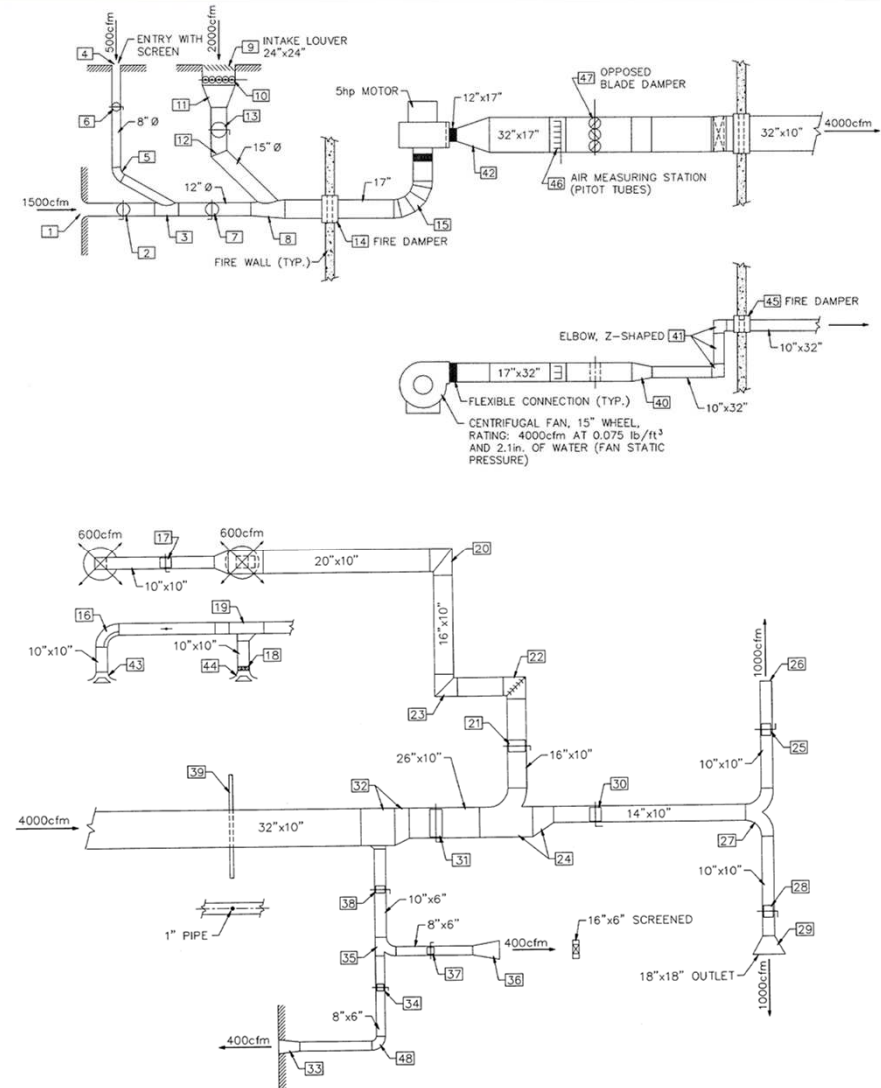 500cfm
4
ENTRY WITH
SCREEN
2000cfm
9
INTAKE LOUVER
24"x24"
10
11
6
8" Ø
13
5
12
15" Ø
12" Ø
1500cfm
1
2
3
7
8
17"
14
FIRE DAMPER
FIRE WALL (TYP.)
15
5hp MOTOR
12"x17"
42
32"x17"
47
OPPOSED
BLADE DAMPER
46
AIR MEASURING STATION
(PITOT TUBES)
32"x10"
4000cfm
45
FIRE DAMPER
ELBOW, Z-SHAPED
41
10"x32"
17"x32"
FLEXIBLE CONNECTION (TYP.)
40
10"x32"
CENTRIFUGAL FAN, 15" WHEEL,
RATING: 4000cfm AT 0.075 lb/ft³
AND 2.1in. OF WATER (FAN STATIC
PRESSURE)
600cfm
17
600cfm
20
10"x10"
20"x10"
16
19
10"x10"
10"x10"
18
43
44
16"x10"
22
23
21
16"x10"
26"x10"
39
32
4000cfm
32"x10"
31
24
30
14"x10"
1000cfm
26
25
10"x10"
27
10"x10"
28
29
18"x18" OUTLET
1000cfm
1" PIPE
38
10"x6"
8"x6"
35
37
36
400cfm
16"x6" SCREENED
34
8"x6"
400cfm
33
48